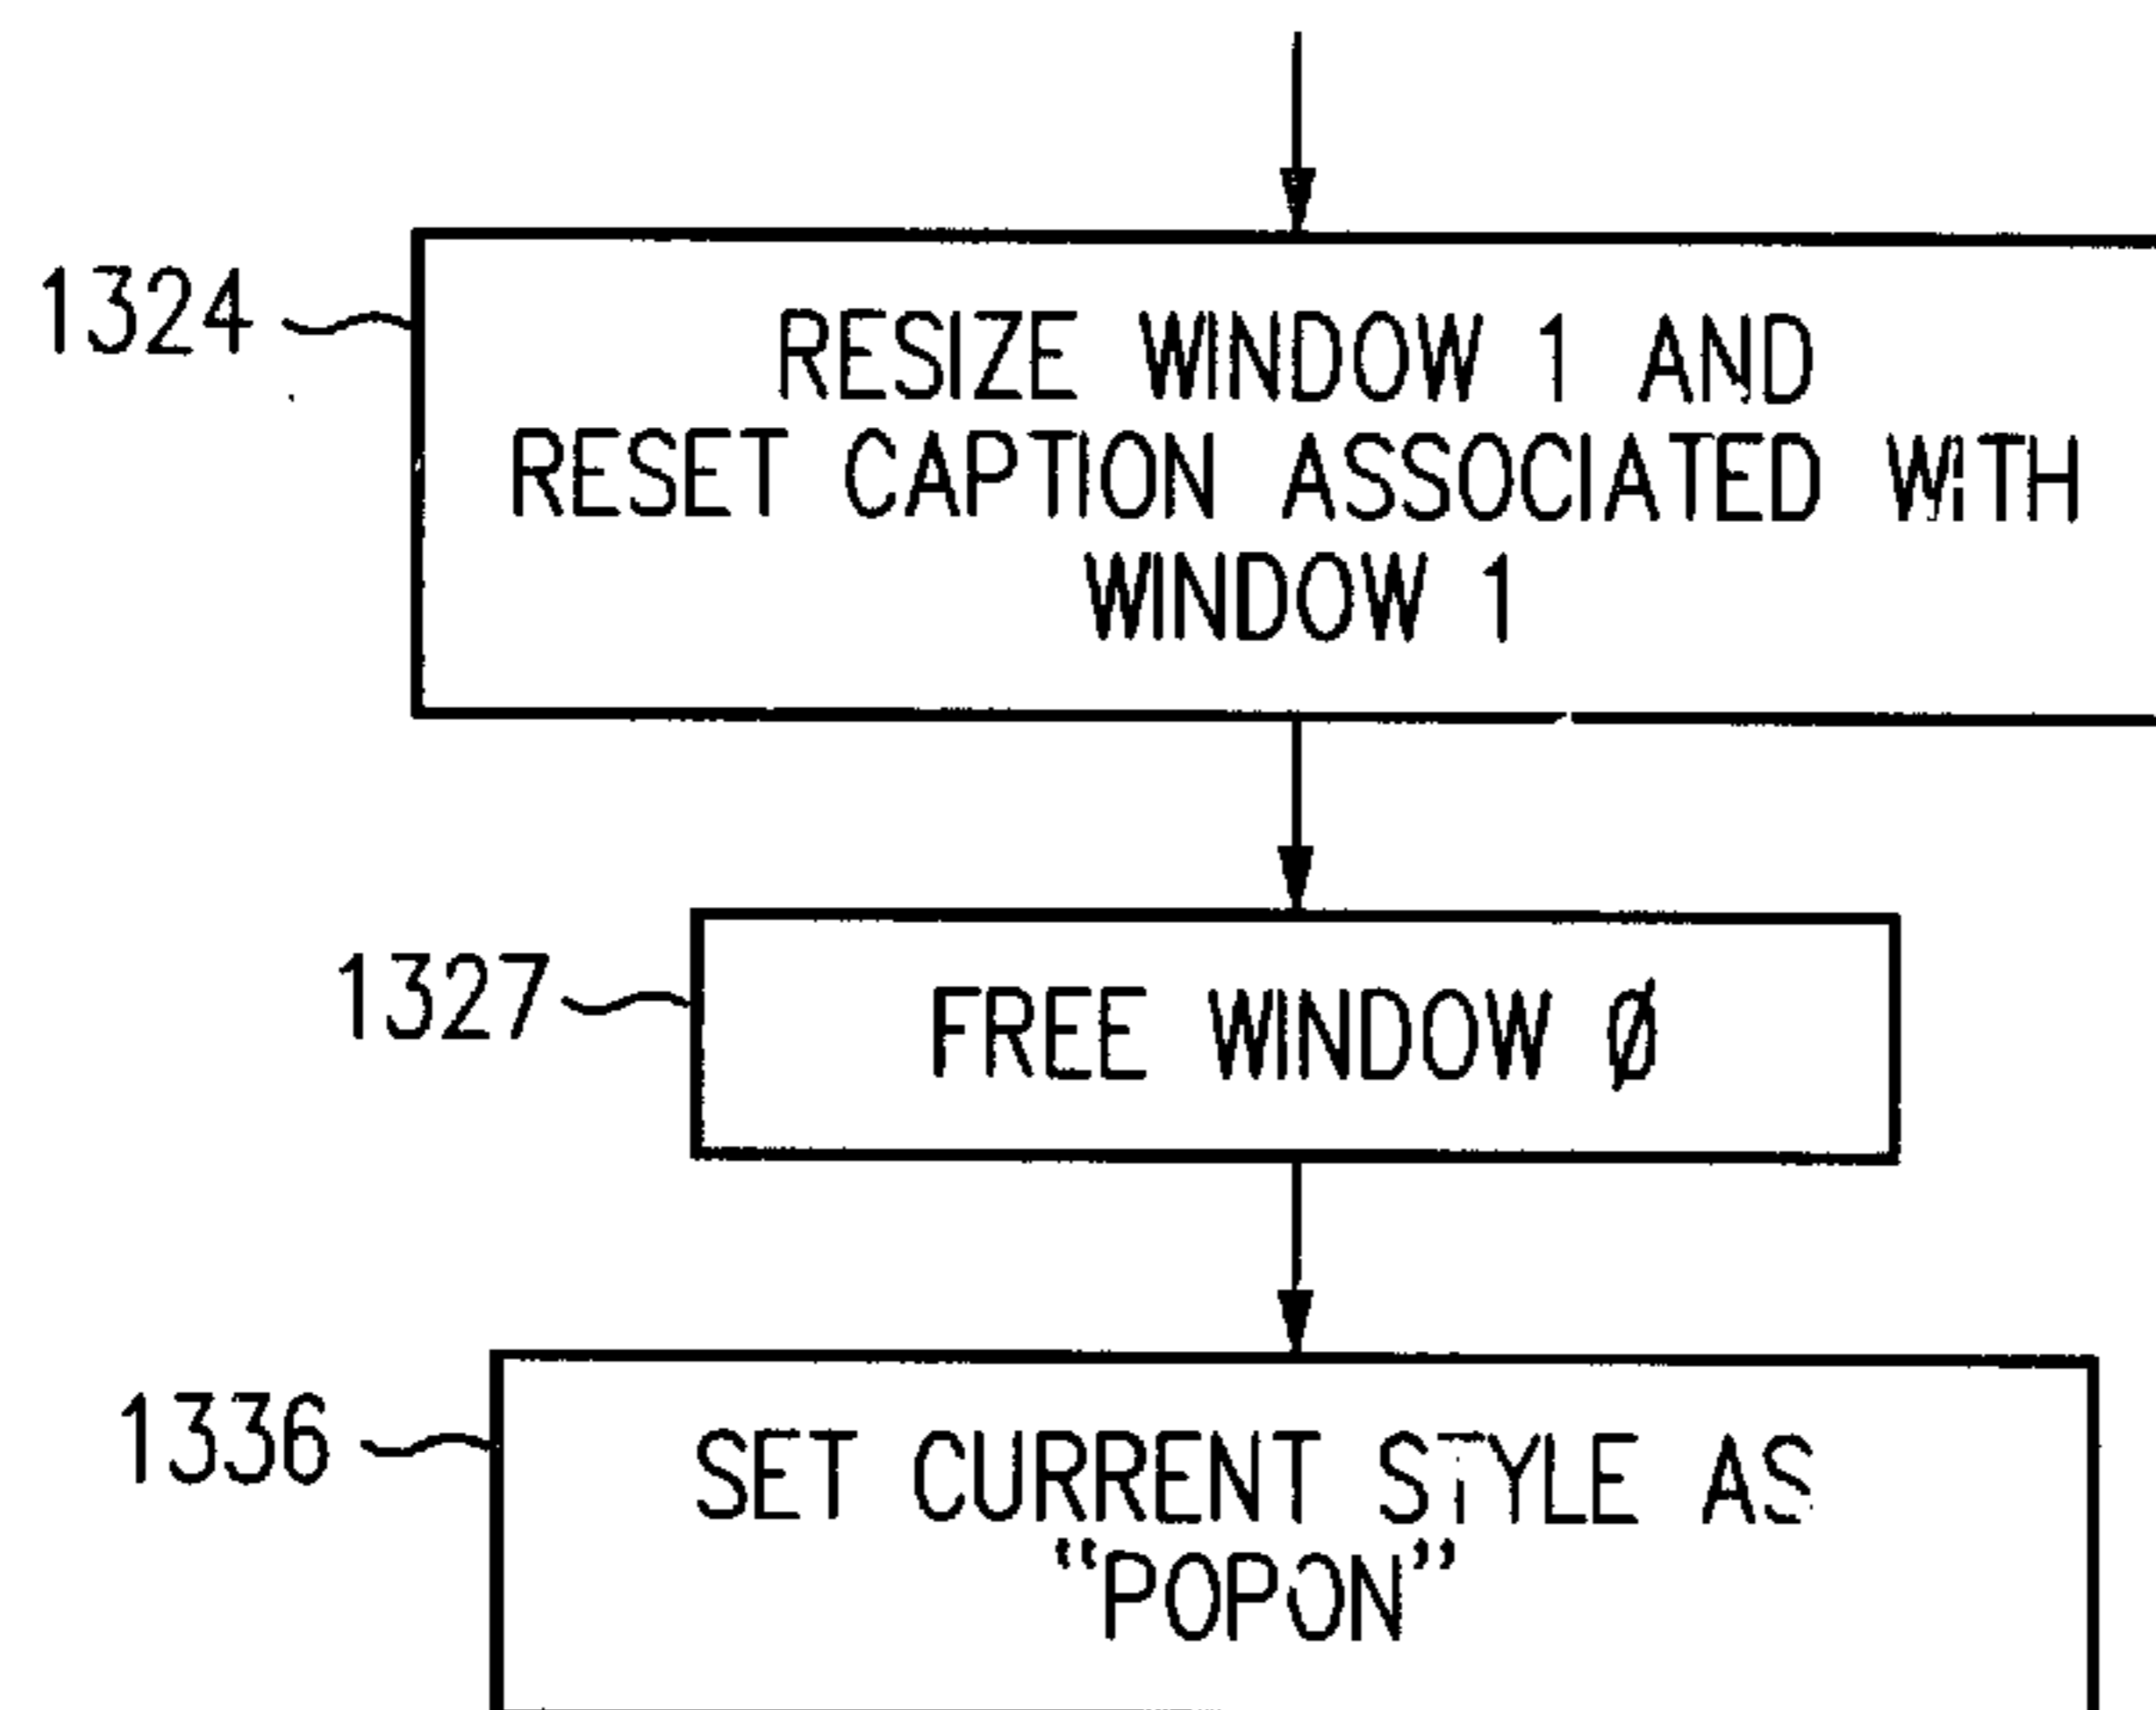 1324
RESIZE WINDOW 1 AND
RESET CAPTION ASSOCIATED WITH
WINDOW 1
1327
FREE WINDOW Ø
1336
SET CURRENT STYLE AS
“POPON”